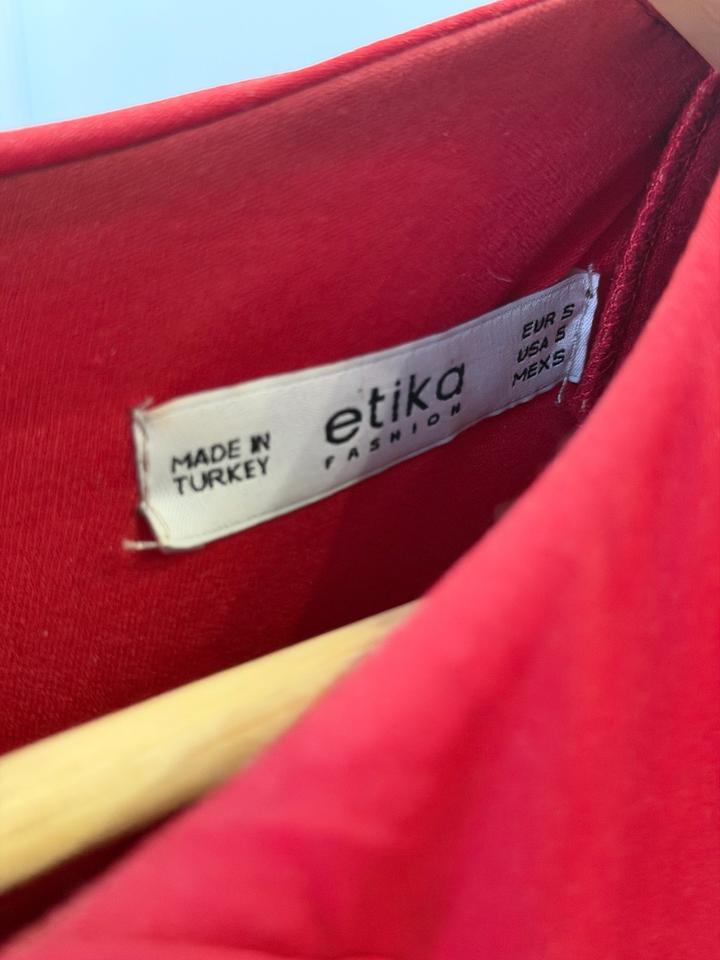 MADE IN
TURKEY
etika
FASHION
EUR S
USA S
MEX S